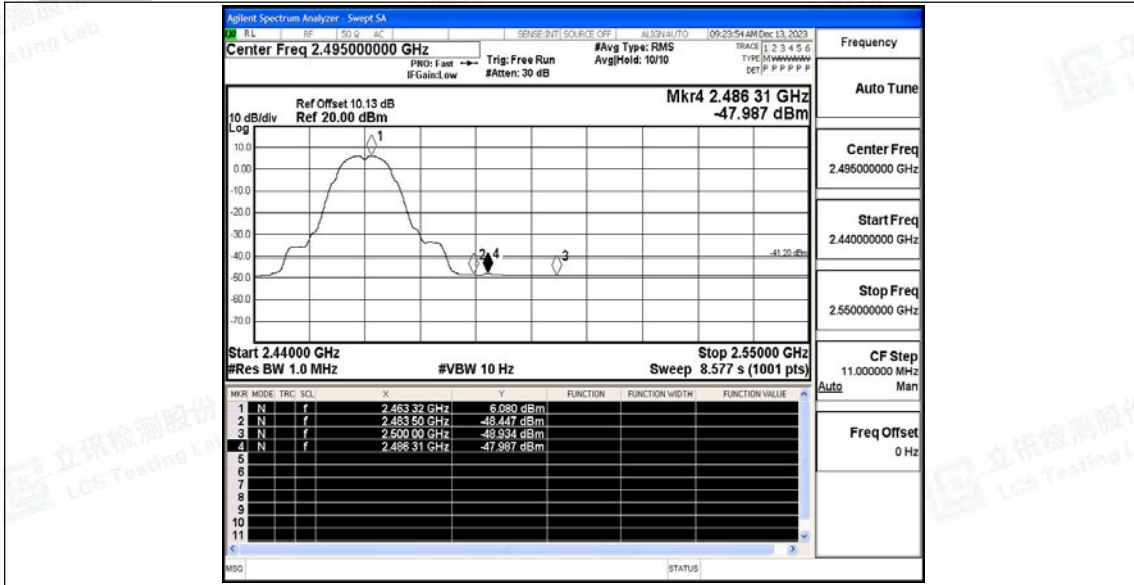 Agilent Spectrum Analyzer - Swept SA
RL RF 50 Ω AC SENSE:INT SOURCE OFF ALIGNAUTO 09:23:54 AM Dec 13, 2023
Center Freq 2.495000000 GHz
PNO: Fast
IFGain:Low
Trig: Free Run
#Atten: 30 dB
#Avg Type: RMS
Avg|Hold: 10/10
TRACE 1 2 3 4 5 6
TYPE M WWWWW
DET P P P P P P
Mkr4 2.486 31 GHz
-47.987 dBm
Ref Offset 10.13 dB
Ref 20.00 dBm
10 dB/div
Log
10.0
0.00
-10.0
-20.0
-30.0
-40.0
-50.0
-60.0
-70.0
1
2 4 3
-41.20 dBm
Start 2.44000 GHz Stop 2.55000 GHz
#Res BW 1.0 MHz #VBW 10 Hz Sweep 8.577 s (1001 pts)
MKR MODE TRC SCL X Y FUNCTION FUNCTION WIDTH FUNCTION VALUE
1 N f 2.463 32 GHz 6.080 dBm
2 N f 2.483 50 GHz -48.447 dBm
3 N f 2.500 00 GHz -48.934 dBm
4 N f 2.486 31 GHz -47.987 dBm
5
6
7
8
9
10
11
MSG STATUS
Frequency
Auto Tune
Center Freq
2.495000000 GHz
Start Freq
2.440000000 GHz
Stop Freq
2.550000000 GHz
CF Step
11.000000 MHz
Auto Man
Freq Offset
0 Hz
立讯检测股份
LCS Testing Lab
立讯检测股份
LCS Testing L